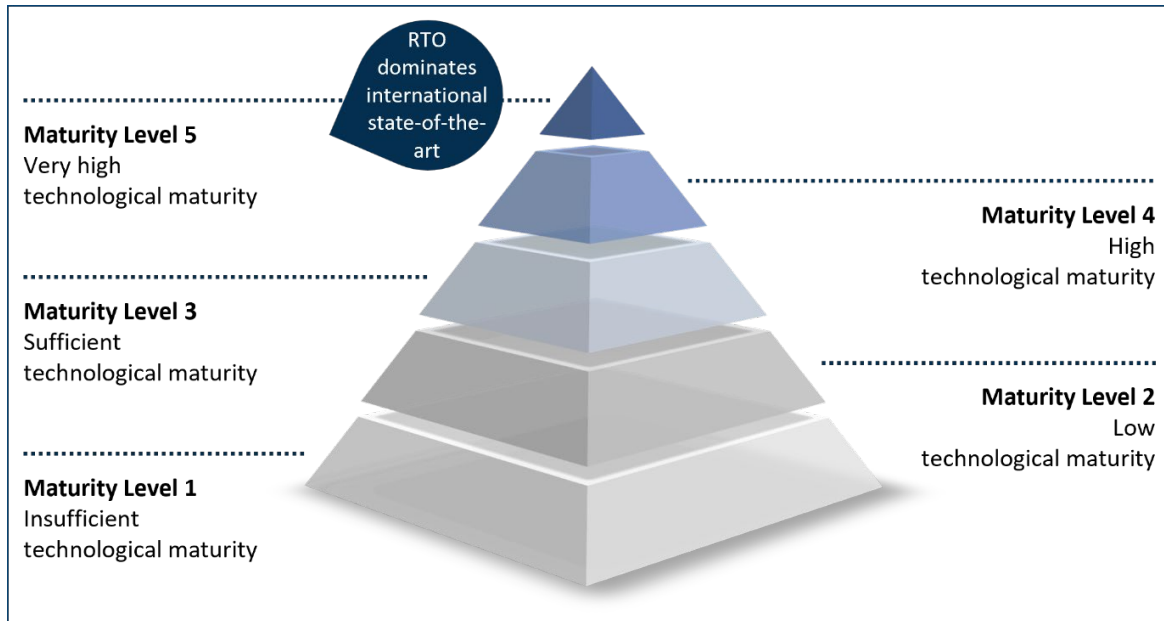 RTO
dominates
international
state-of-the-
art
Maturity Level 5
Very high
technological maturity
Maturity Level 4
High
technological maturity
Maturity Level 3
Sufficient
technological maturity
Maturity Level 2
Low
technological maturity
Maturity Level 1
Insufficient
technological maturity